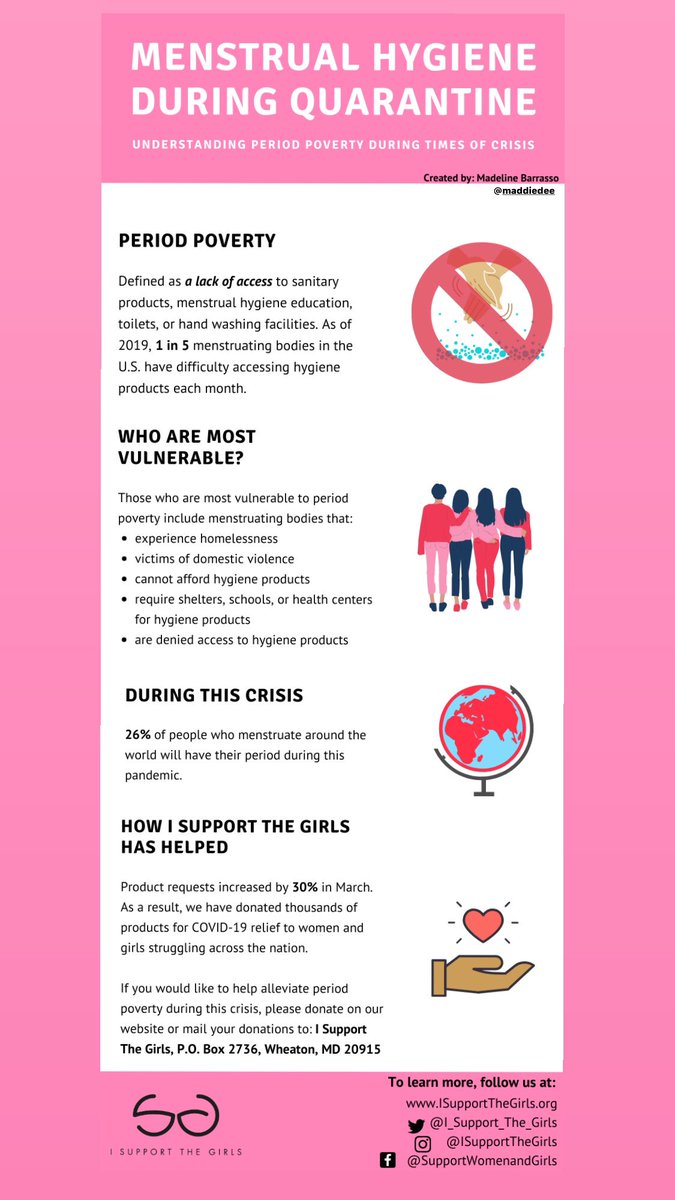 MENSTRUAL HYGIENE
DURING QUARANTINE
UNDERSTANDING PERIOD POVERTY DURING TIMES OF CRISIS
Created by: Madeline Barrasso
@maddiedee
PERIOD POVERTY
Defined as a lack of access to sanitary
products, menstrual hygiene education,
toilets, or hand washing facilities. As of
2019, 1 in 5 menstruating bodies in the
U.S. have difficulty accessing hygiene
products each month.
WHO ARE MOST
VULNERABLE?
Those who are most vulnerable to period
poverty include menstruating bodies that:
• experience homelessness
• victims of domestic violence
• cannot afford hygiene products
• require shelters, schools, or health centers
for hygiene products
• are denied access to hygiene products
DURING THIS CRISIS
26% of people who menstruate around the
world will have their period during this
pandemic.
HOW I SUPPORT THE GIRLS
HAS HELPED
Product requests increased by 30% in March.
As a result, we have donated thousands of
products for COVID-19 relief to women and
girls struggling across the nation.
If you would like to help alleviate period
poverty during this crisis, please donate on our
website or mail your donations to: I Support
The Girls, P.O. Box 2736, Wheaton, MD 20915
I SUPPORT THE GIRLS
To learn more, follow us at:
www.ISupportTheGirls.org
@I_Support_The_Girls
@ISupportTheGirls
@SupportWomenandGirls